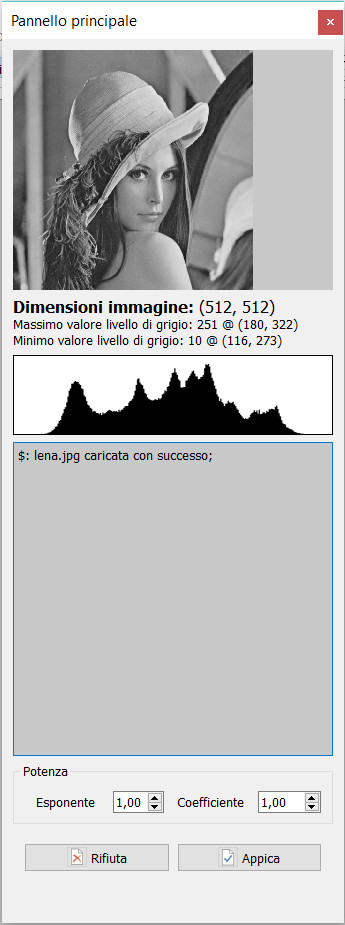 Pannello principale
Dimensioni immagine: (512, 512)
Massimo valore livello di grigio: 251 @ (180, 322)
Minimo valore livello di grigio: 10 @ (116, 273)
$: lena.jpg caricata con successo;
Potenza
Esponente 1,00 Coefficiente 1,00
Rifiuta Appica